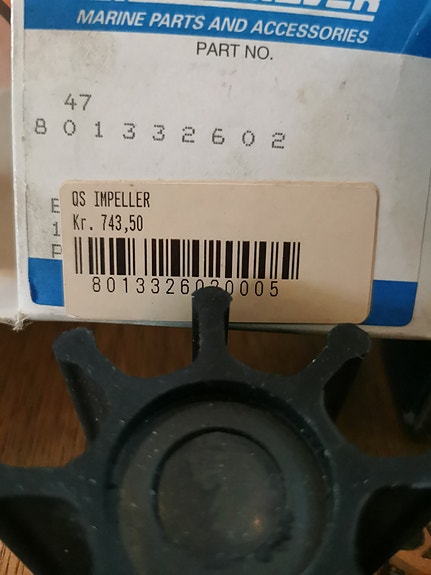 MARINE PARTS AND ACCESSORIES
PART NO.
47
801332602
QS IMPELLER
Kr. 743,50
8013326020005